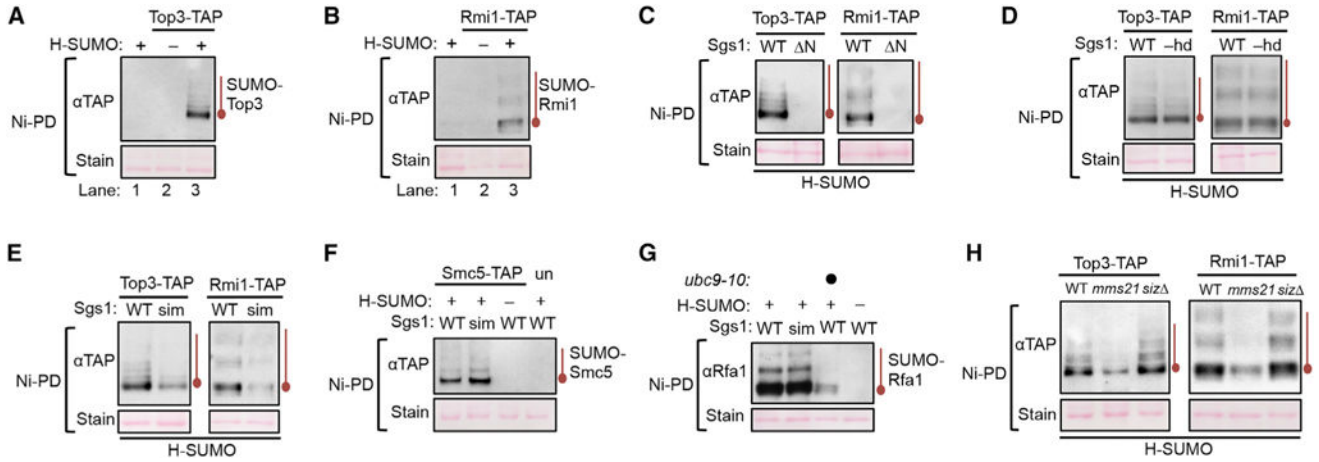 A
Top3-TAP
H-SUMO: + – +
Ni-PD
αTAP
SUMO-
Top3
Stain
Lane: 1 2 3
B
Rmi1-TAP
H-SUMO: + – +
Ni-PD
αTAP
SUMO-
Rmi1
Stain
Lane: 1 2 3
C
Top3-TAP Rmi1-TAP
Sgs1: WT ΔN WT ΔN
Ni-PD
αTAP
Stain
H-SUMO
D
Top3-TAP Rmi1-TAP
Sgs1: WT –hd WT –hd
Ni-PD
αTAP
Stain
H-SUMO
E
Top3-TAP Rmi1-TAP
Sgs1: WT sim WT sim
Ni-PD
αTAP
Stain
H-SUMO
F
Smc5-TAP un
H-SUMO: + + – +
Sgs1: WT sim WT WT
Ni-PD
αTAP
SUMO-
Smc5
Stain
G
ubc9-10: ●
H-SUMO: + + + –
Sgs1: WT sim WT WT
Ni-PD
αRfa1
SUMO-
Rfa1
Stain
H
Top3-TAP Rmi1-TAP
WT mms21 sizΔ WT mms21 sizΔ
Ni-PD
αTAP
Stain
H-SUMO